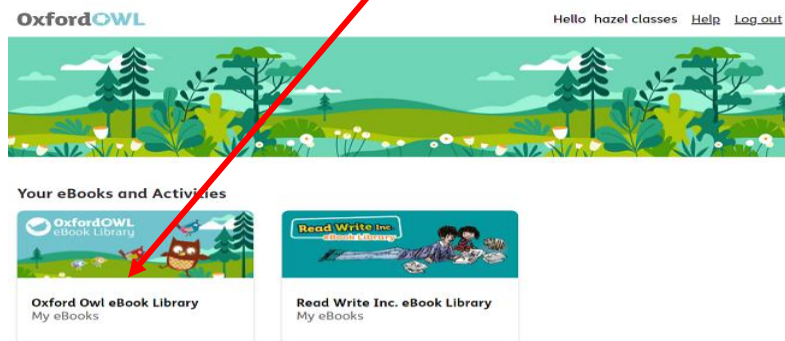 OxfordOWL
Hello hazel classes Help Log out
Your eBooks and Activities
OxfordOWL
eBook Library
Read Write Inc.
eBook Library
Oxford Owl eBook Library
My eBooks
Read Write Inc. eBook Library
My eBooks